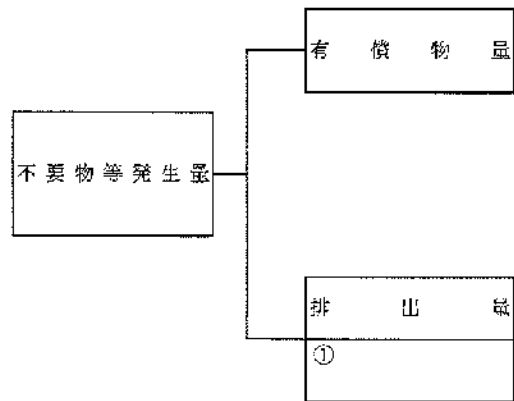 有償物量
不要物等発生量
排出量
①